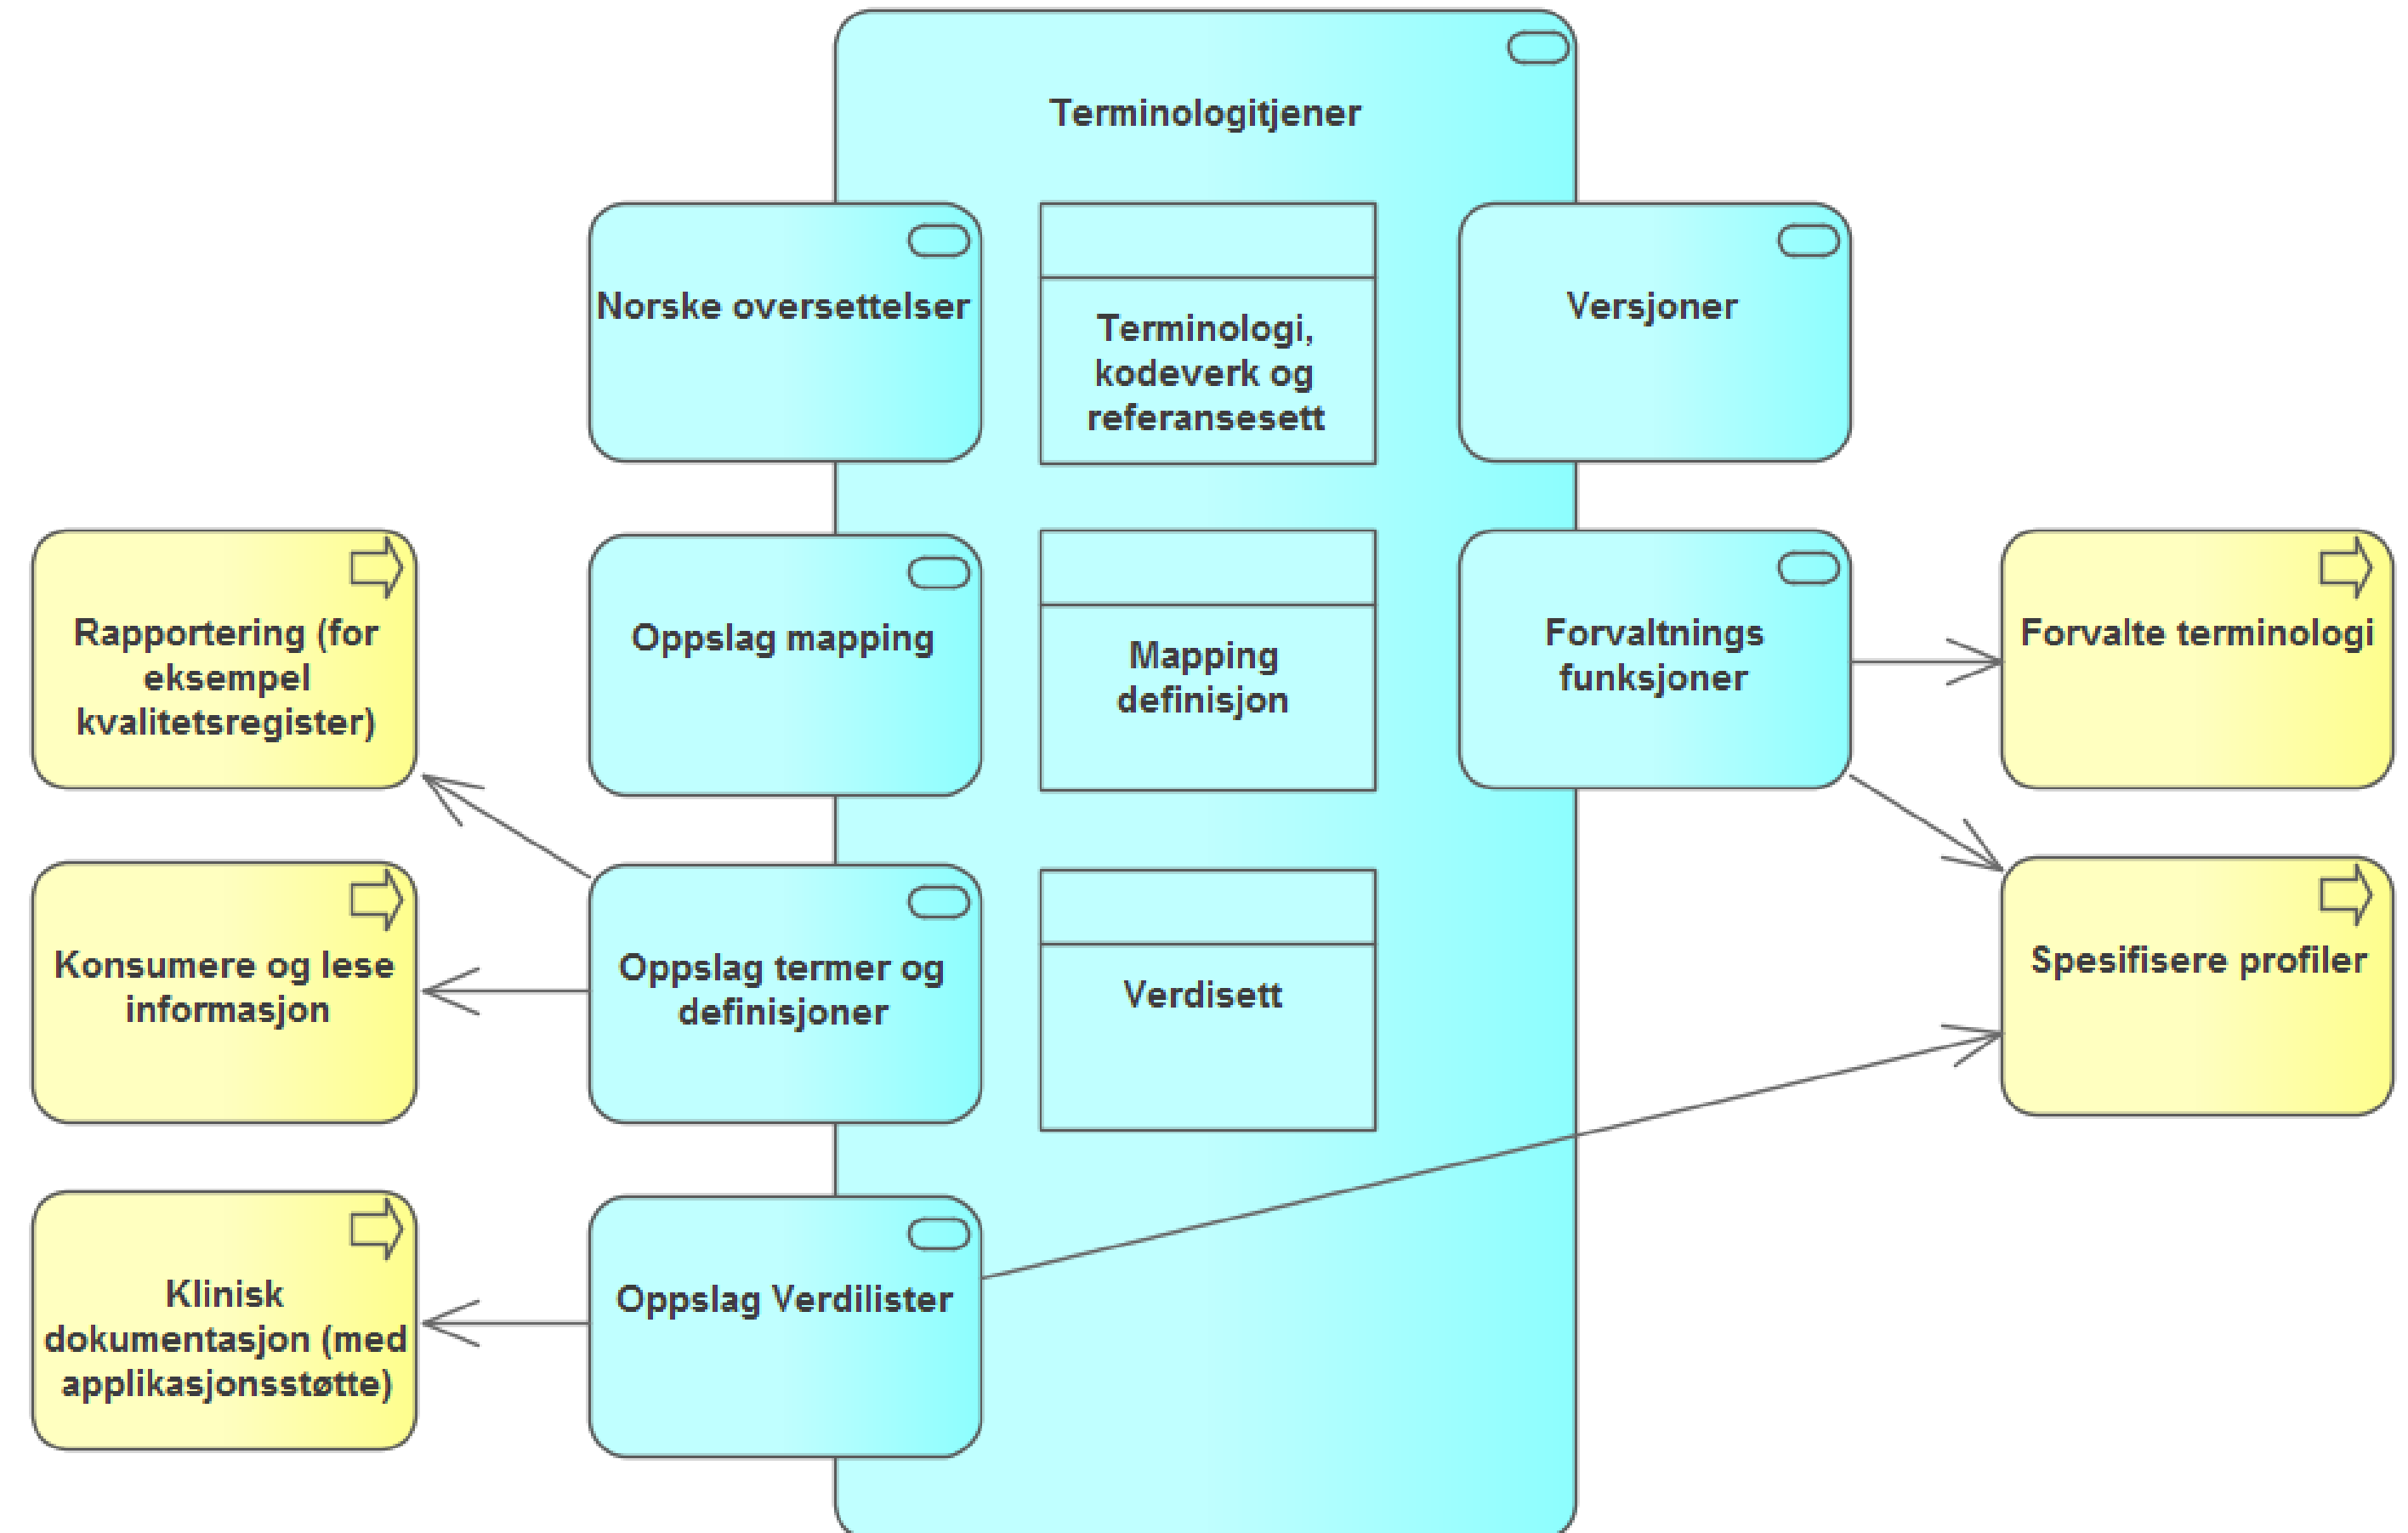 Terminologitjener
Norske oversettelser
Terminologi,
kodeverk og
referansesett
Versjoner
Rapportering (for
eksempel
kvalitetsregister)
Oppslag mapping
Mapping
definisjon
Forvaltnings
funksjoner
Forvalte terminologi
Konsumere og lese
informasjon
Oppslag termer og
definisjoner
Verdisett
Spesifisere profiler
Klinisk
dokumentasjon (med
applikasjonsstøtte)
Oppslag Verdilister